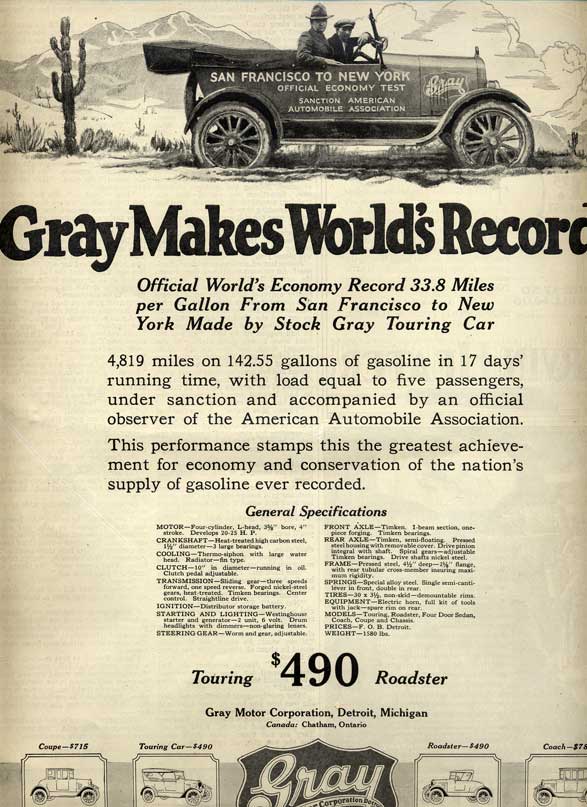 SAN FRANCISCO TO NEW YORK
OFFICIAL ECONOMY TEST
SANCTION AMERICAN
AUTOMOBILE ASSOCIATION
Gray
Gray Makes World's Record
Official World's Economy Record 33.8 Miles
per Gallon From San Francisco to New
York Made by Stock Gray Touring Car
4,819 miles on 142.55 gallons of gasoline in 17 days'
running time, with load equal to five passengers,
under sanction and accompanied by an official
observer of the American Automobile Association.
This performance stamps this the greatest achieve-
ment for economy and conservation of the nation's
supply of gasoline ever recorded.
General Specifications
MOTOR—Four-cylinder, L-head, 3⅝" bore, 4"
stroke. Develops 20-25 H. P.
CRANKSHAFT—Heat-treated high carbon steel,
1½" diameter—3 large bearings.
COOLING—Thermo-siphon with large water
head. Radiator—fin type.
CLUTCH—10" in diameter—running in oil.
Clutch pedal adjustable.
TRANSMISSION—Sliding gear—three speeds
forward, one speed reverse. Forged nickel-steel
gears, heat-treated. Timken bearings. Center
control. Straightline drive.
IGNITION—Distributor storage battery.
STARTING AND LIGHTING—Westinghouse
starter and generator—2 unit, 6 volt. Drum
headlights with dimmers—non-glaring lenses.
STEERING GEAR—Worm and gear, adjustable.
FRONT AXLE—Timken. I-beam section, one-
piece forging. Timken bearings.
REAR AXLE—Timken, semi-floating. Pressed
steel housing with removable cover. Drive pinion
integral with shaft. Spiral gears—adjustable
Timken bearings. Drive shafts nickel steel.
FRAME—Pressed steel, 4½" deep— flange,
with rear tubular cross-member insuring maxi-
mum rigidity.
SPRINGS—Special alloy steel. Single semi-canti-
lever in front, double in rear.
TIRES—30 x 3½, non-skid—demountable rims.
EQUIPMENT—Electric horn, full kit of tools
with jack—spare rim on rear.
MODELS—Touring, Roadster, Four Door Sedan,
Coach, Coupe and Chassis.
PRICES—F. O. B. Detroit.
WEIGHT—1580 lbs.
Touring $490 Roadster
Gray Motor Corporation, Detroit, Michigan
Canada: Chatham, Ontario
Coupe—$715
Touring Car—$490
Roadster—$490
Coach—$78
Gray
Corporation